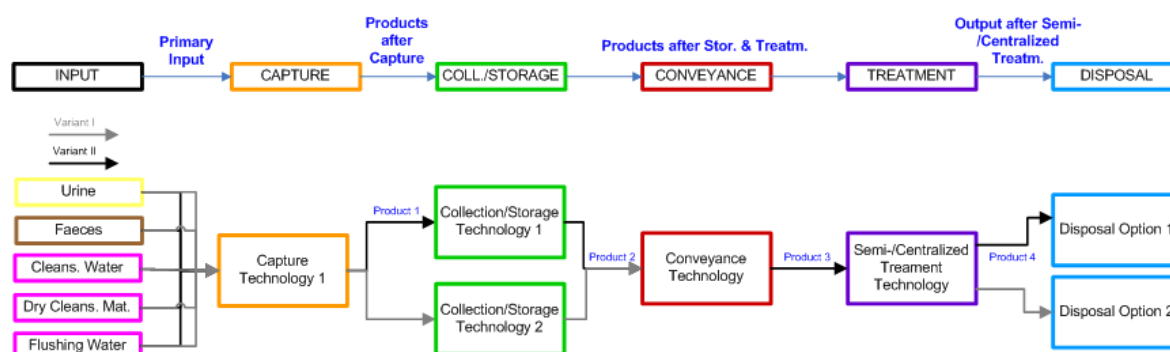 Primary
Input
Products
after
Capture
Products after Stor. & Treatm.
Output after Semi-
/Centralized
Treatm.
INPUT
CAPTURE
COLL./STORAGE
CONVEYANCE
TREATMENT
DISPOSAL
Variant I
Variant II
Urine
Faeces
Cleans. Water
Dry Cleans. Mat.
Flushing Water
Capture
Technology 1
Product 1
Collection/Storage
Technology 1
Collection/Storage
Technology 2
Product 2
Conveyance
Technology
Product 3
Semi-/Centralized
Treament
Technology
Product 4
Disposal Option 1
Disposal Option 2